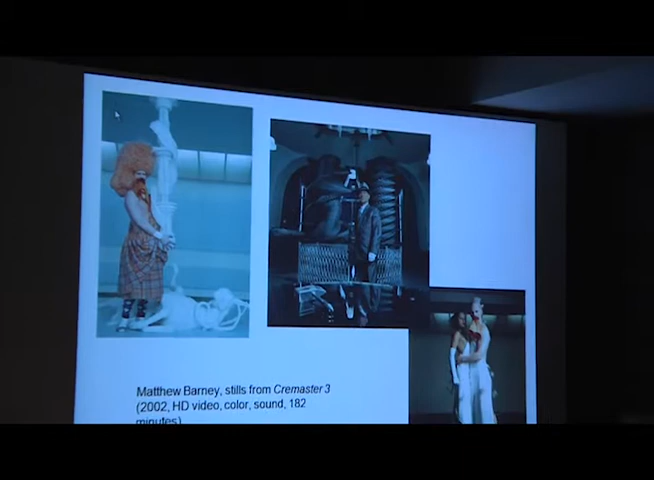 Matthew Barney, stills from Cremaster 3
(2002, HD video, color, sound, 182
minutes)